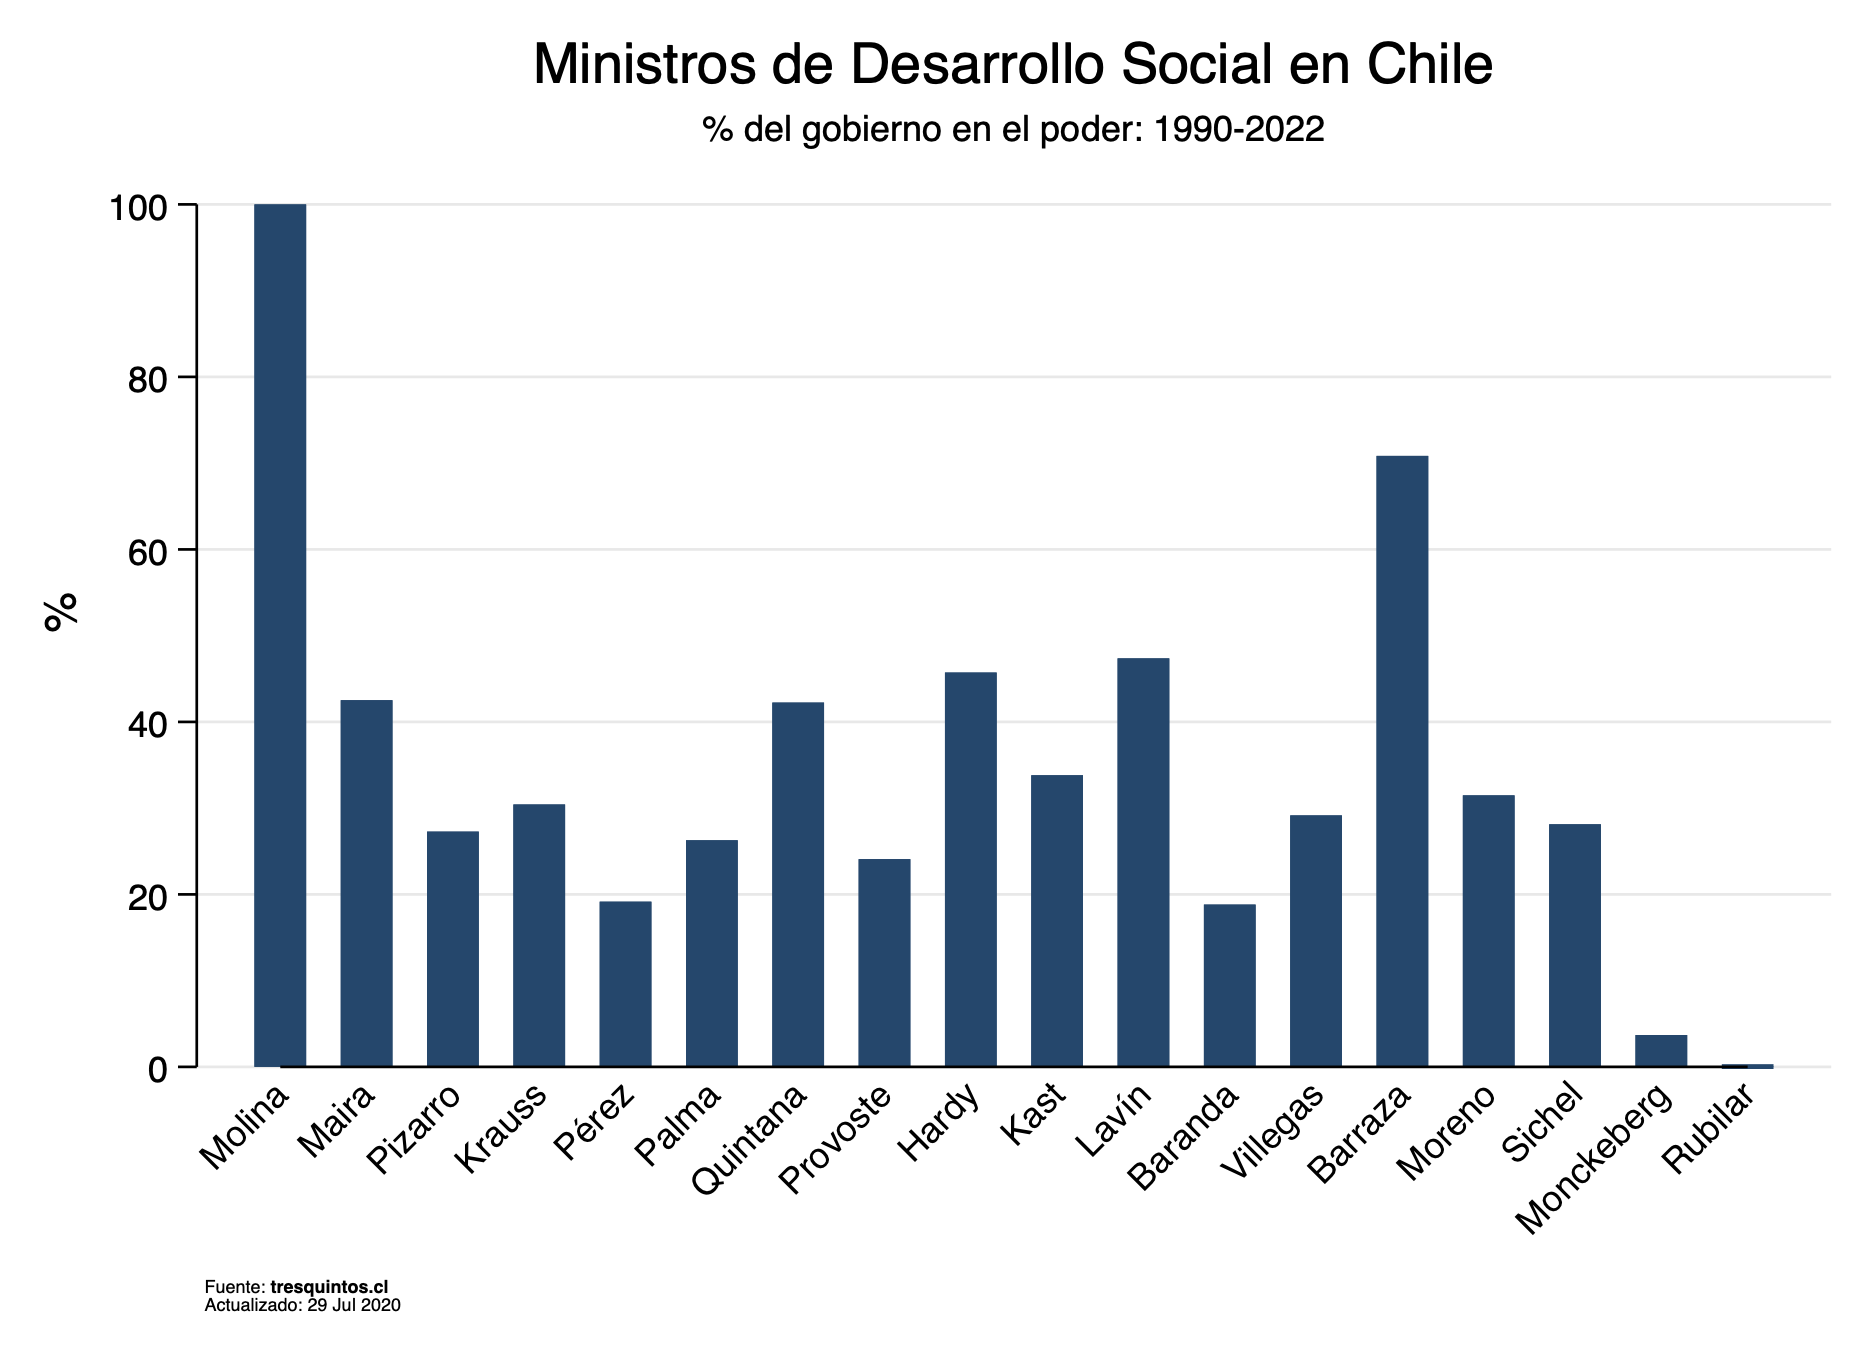 Ministros de Desarrollo Social en Chile
% del gobierno en el poder: 1990-2022
%
100
80
60
40
20
0
Molina
Maira
Pizarro
Krauss
Pérez
Palma
Quintana
Provoste
Hardy
Kast
Lavín
Baranda
Villegas
Barraza
Moreno
Sichel
Monckeberg
Rubilar
Fuente: tresquintos.cl
Actualizado: 29 Jul 2020